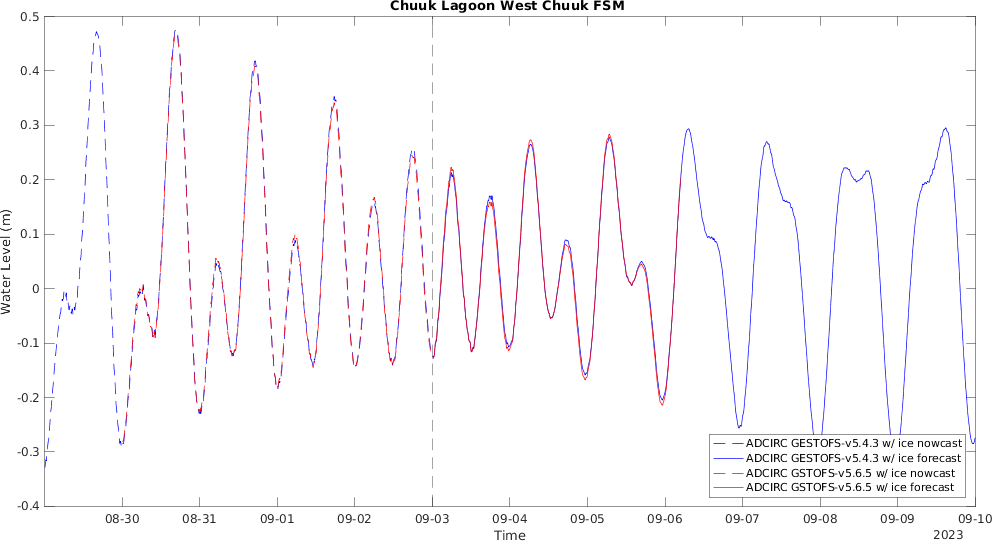 Chuuk Lagoon West Chuuk FSM
Water Level (m)
0.5
0.4
0.3
0.2
0.1
0
-0.1
-0.2
-0.3
-0.4
ADCIRC GESTOFS-v5.4.3 w/ ice nowcast
ADCIRC GESTOFS-v5.4.3 w/ ice forecast
ADCIRC GSTOFS-v5.6.5 w/ ice nowcast
ADCIRC GSTOFS-v5.6.5 w/ ice forecast
08-30 08-31 09-01 09-02 09-03 09-04 09-05 09-06 09-07 09-08 09-09 09-10
Time
2023